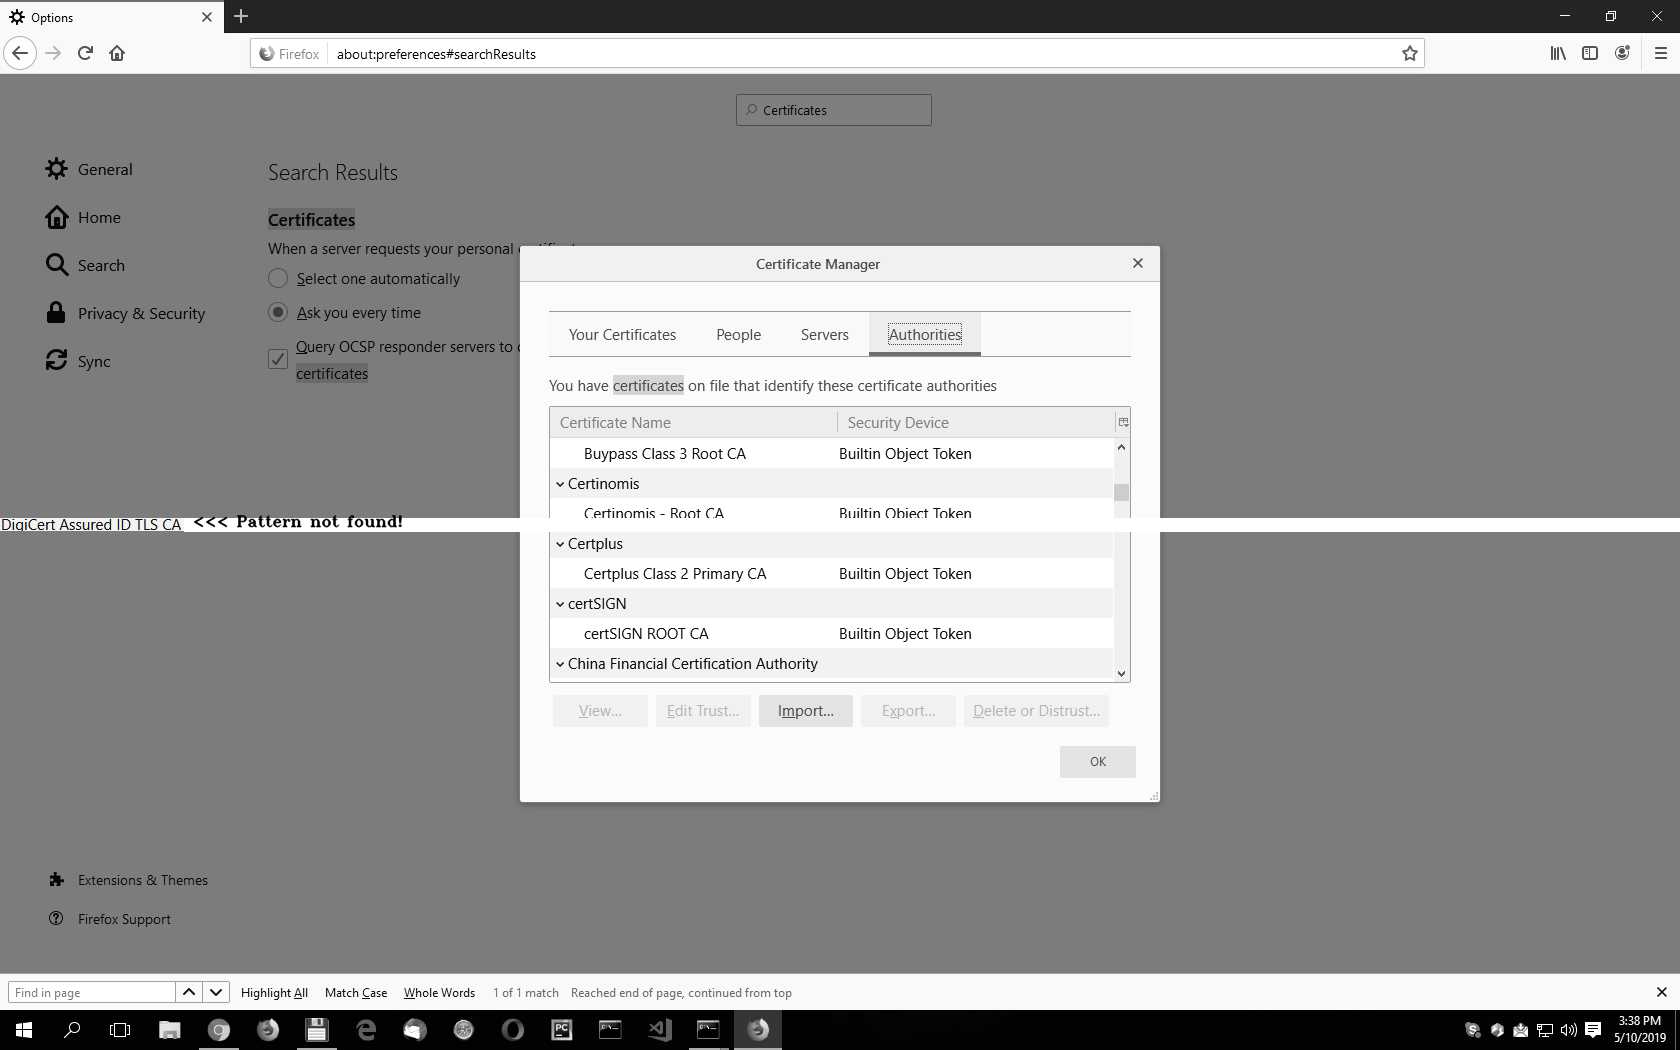 Options
Firefox about:preferences#searchResults
Certificates
General
Home
Search
Privacy & Security
Sync
Search Results
Certificates
When a server requests your personal
Select one automatically
Ask you every time
Query OCSP responder servers to
certificates
Certificate Manager
Your Certificates People Servers Authorities
You have certificates on file that identify these certificate authorities
Certificate Name Security Device
Buypass Class 3 Root CA Builtin Object Token
Certinomis
Certinomis - Root CA Builtin Object Token
DigiCert Assured ID TLS CA <<< Pattern not found!
Certplus
Certplus Class 2 Primary CA Builtin Object Token
certSIGN
certSIGN ROOT CA Builtin Object Token
China Financial Certification Authority
View... Edit Trust... Import... Export... Delete or Distrust...
OK
Extensions & Themes
Firefox Support
Find in page Highlight All Match Case Whole Words 1 of 1 match Reached end of page, continued from top
3:38 PM
5/10/2019